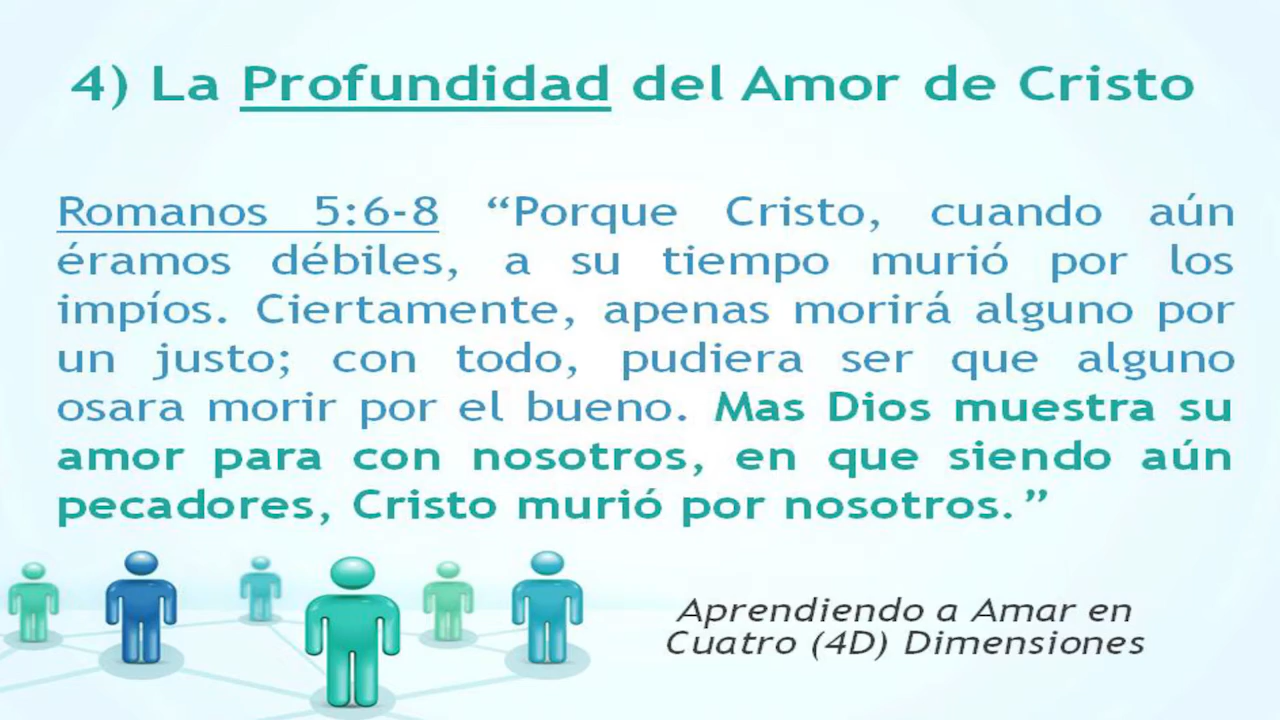 4) La Profundidad del Amor de Cristo
Romanos 5:6-8 “Porque Cristo, cuando aún
éramos débiles, a su tiempo murió por los
impíos. Ciertamente, apenas morirá alguno por
un justo; con todo, pudiera ser que alguno
osara morir por el bueno. Mas Dios muestra su
amor para con nosotros, en que siendo aún
pecadores, Cristo murió por nosotros.”
Aprendiendo a Amar en
Cuatro (4D) Dimensiones